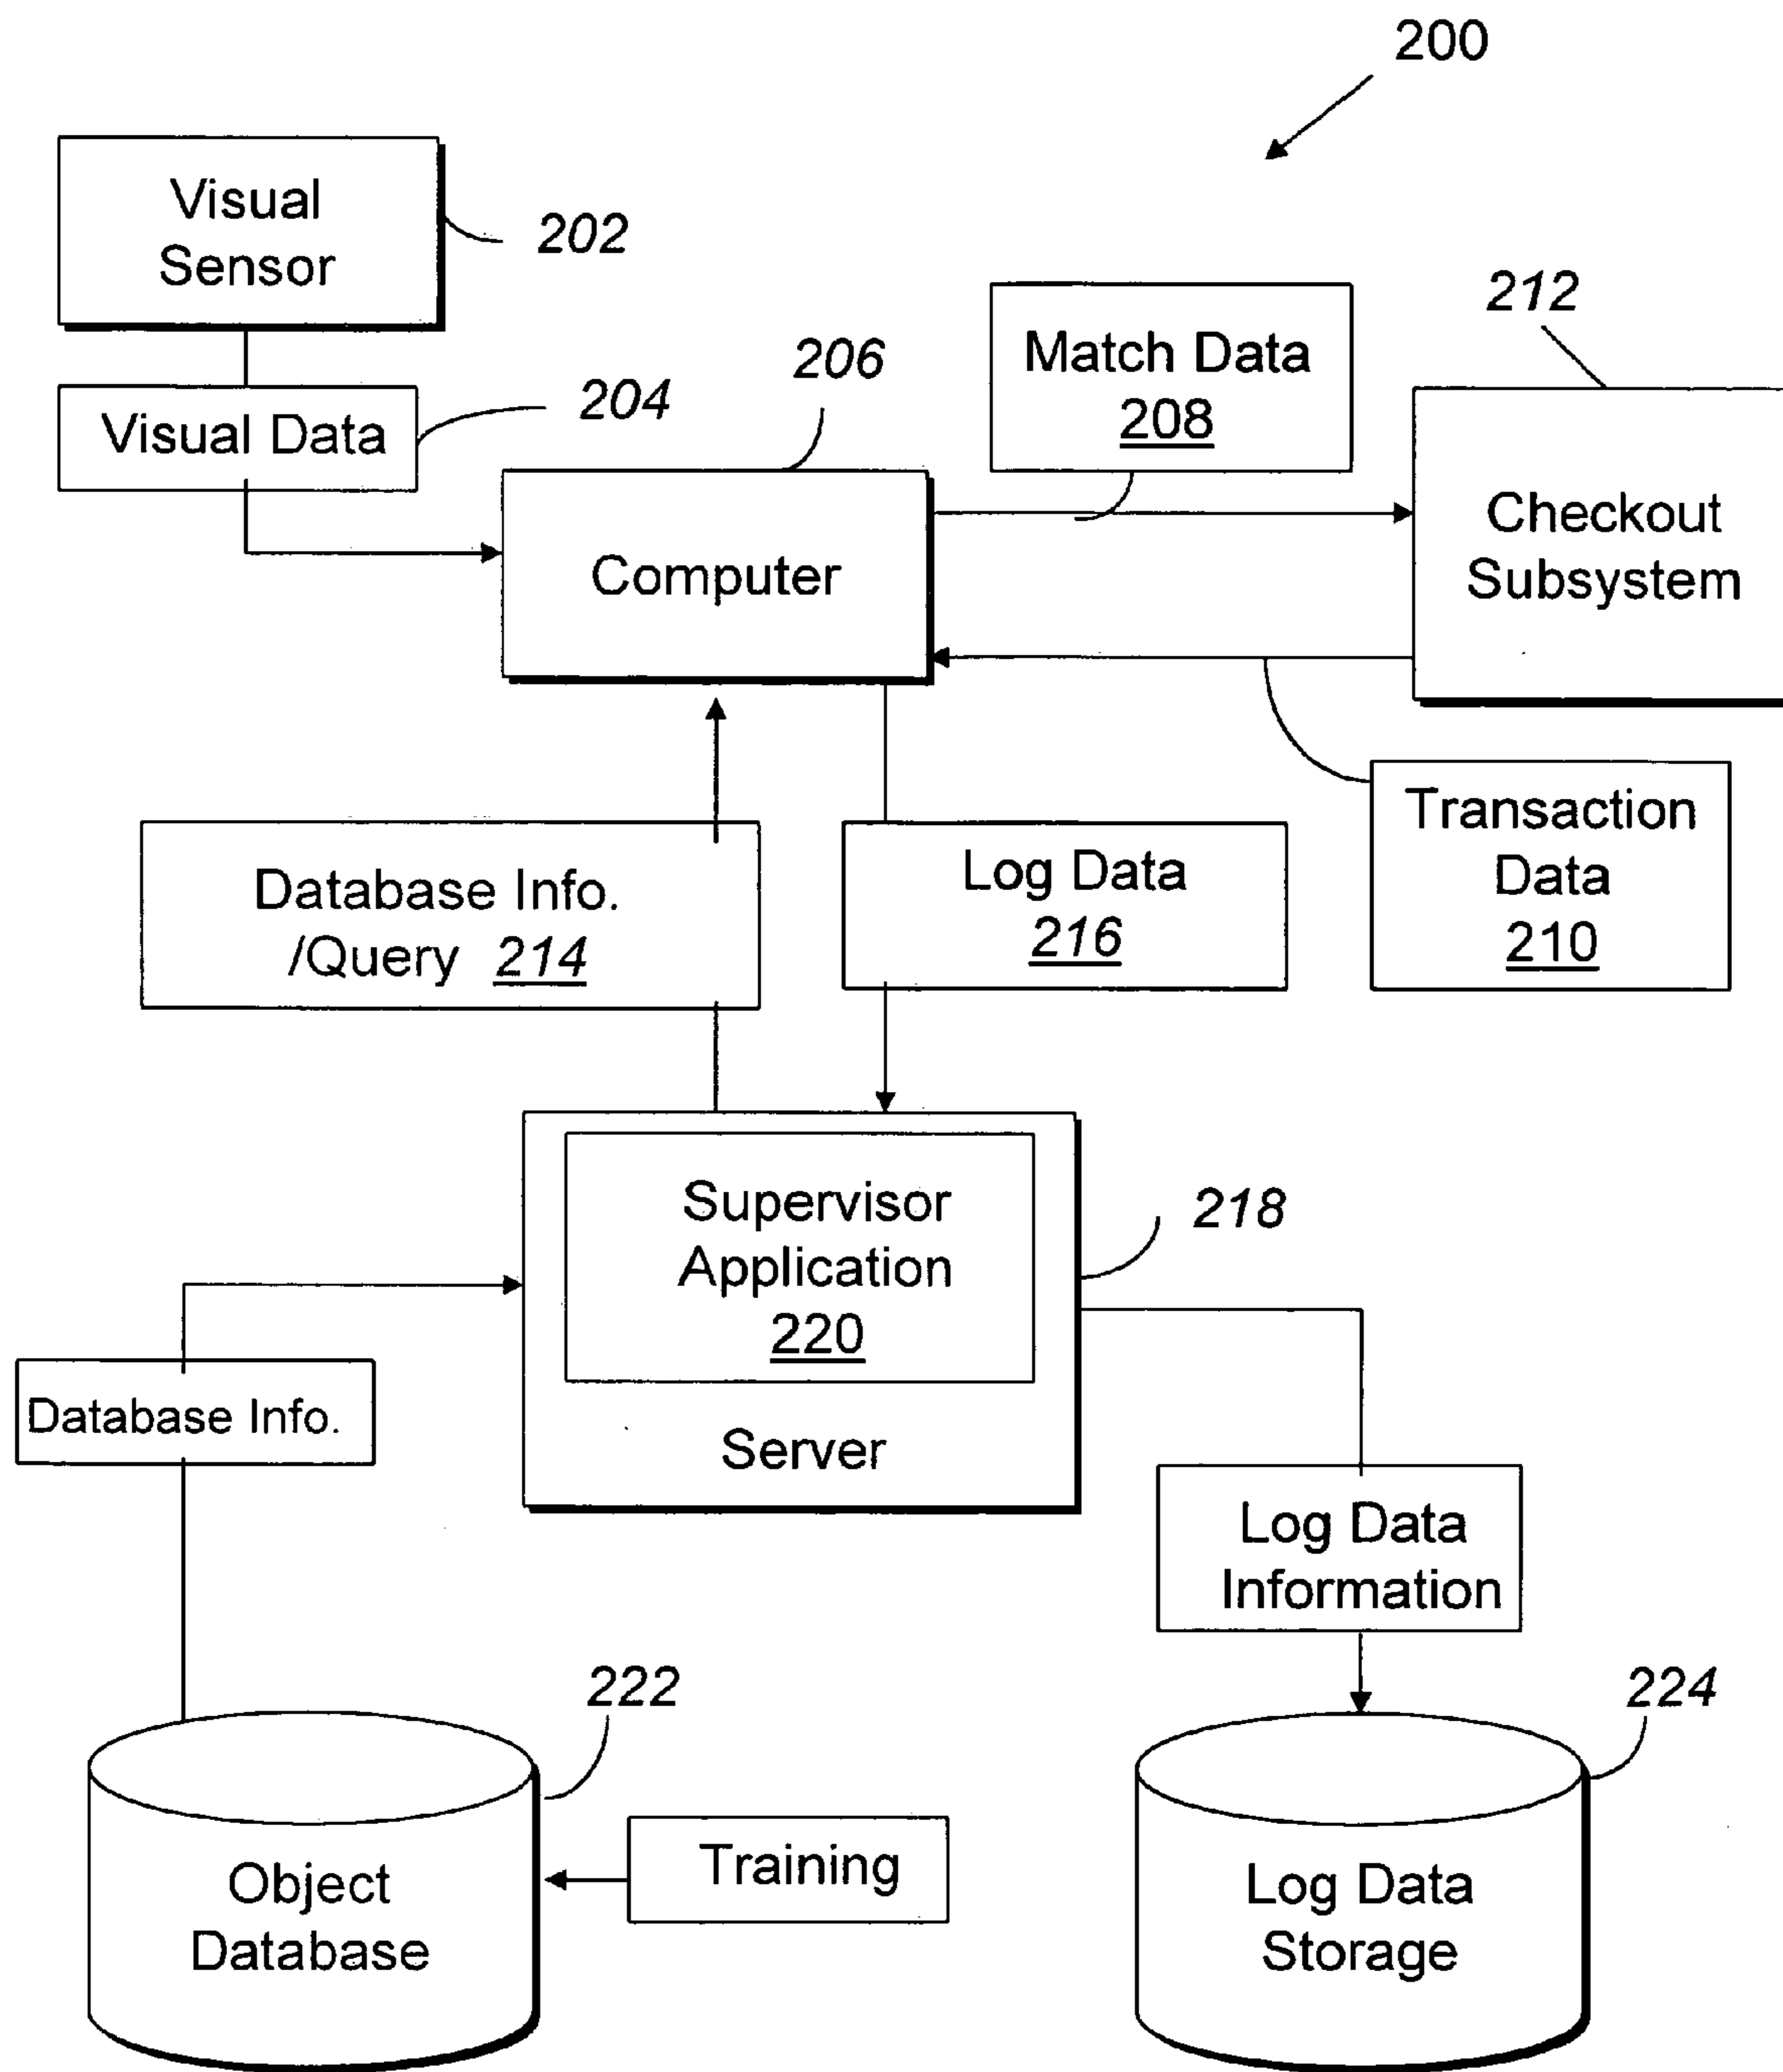 200
Visual
Sensor
202
Visual Data
204
206
Match Data
208
212
Computer
Checkout
Subsystem
Database Info.
/Query 214
Log Data
216
Transaction
Data
210
Supervisor
Application
220
Server
218
Database Info.
Log Data
Information
222
224
Object
Database
Training
Log Data
Storage